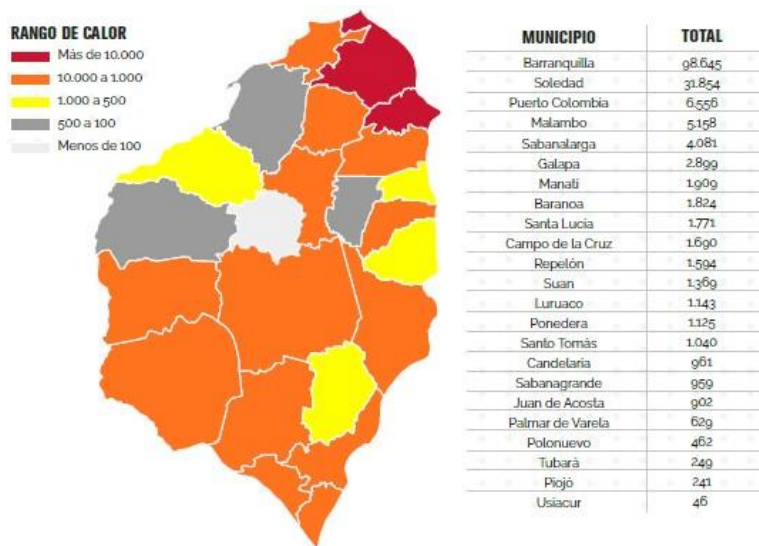 RANGO DE CALOR
Más de 10.000
10.000 a 1.000
1.000 a 500
500 a 100
Menos de 100
MUNICIPIO TOTAL
Barranquilla 98.645
Soledad 31.854
Puerto Colombia 6.556
Malambo 5.158
Sabanalarga 4.081
Galapa 2.899
Manatí 1.909
Baranoa 1.824
Santa Lucía 1.771
Campo de la Cruz 1.690
Repelón 1.594
Suan 1.369
Luruaco 1.143
Ponedera 1.125
Santo Tomás 1.040
Candelaria 961
Sabanagrande 959
Juan de Acosta 902
Palmar de Varela 629
Polonuevo 462
Tubará 249
Piojó 241
Usiacur 46